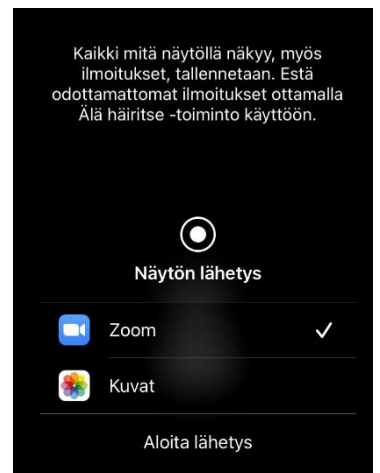 Kaikki mitä näytöllä näkyy, myös
ilmoitukset, tallennetaan. Estä
odottamattomat ilmoitukset ottamalla
Älä häiritse -toiminto käyttöön.
Näytön lähetys
Zoom
Kuvat
Aloita lähetys